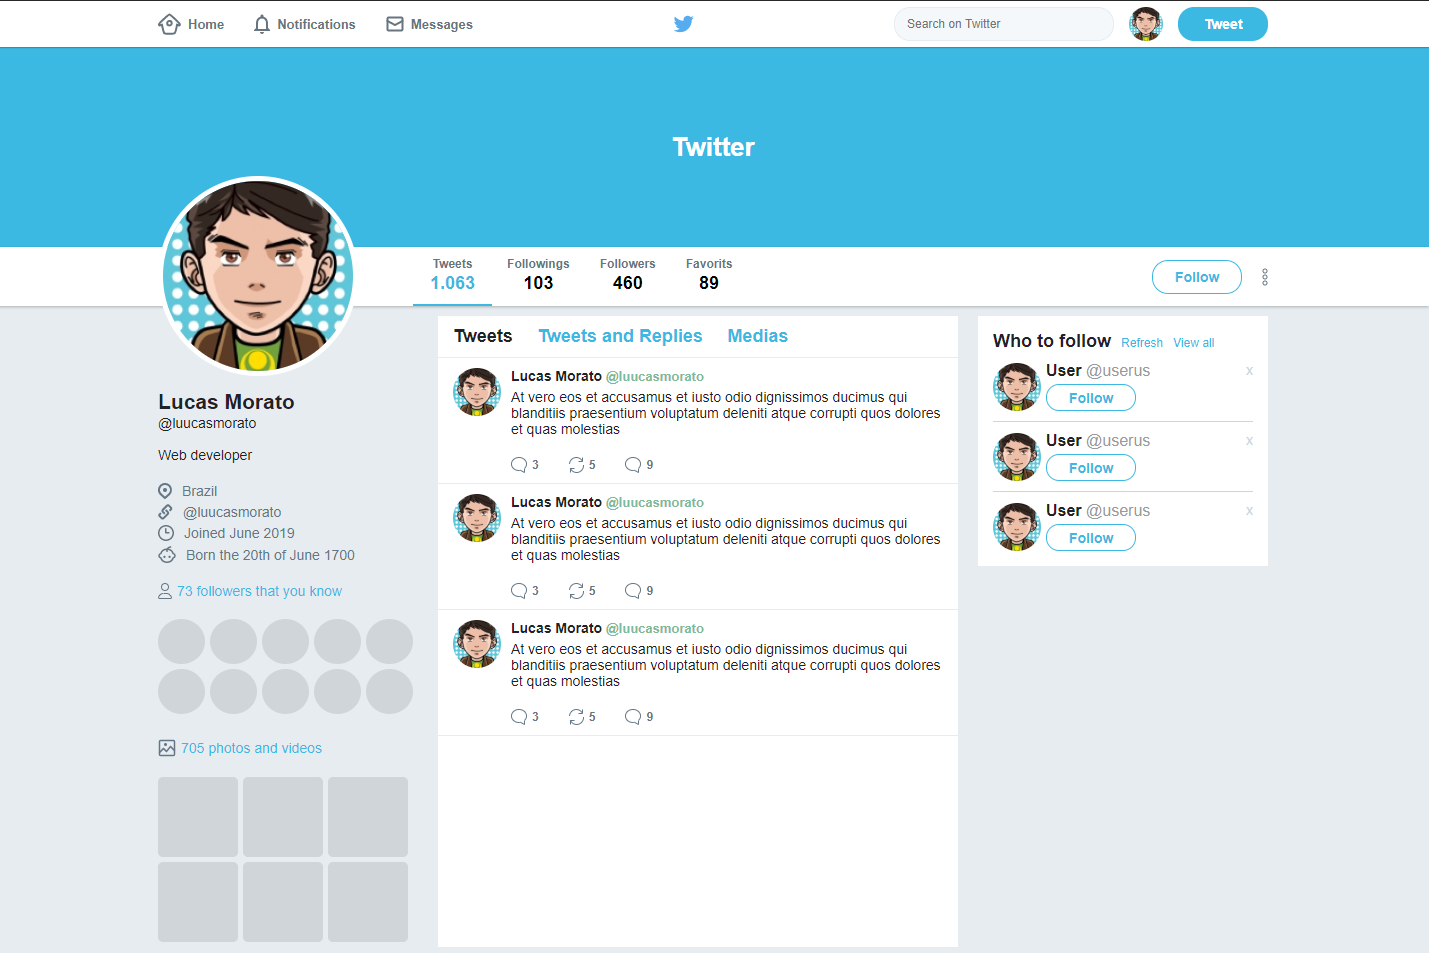 Home Notifications Messages Search on Twitter Tweet
Twitter
Tweets Followings Followers Favorits
1.063 103 460 89
Follow
Lucas Morato
@luucasmorato
Web developer
Brazil
@luucasmorato
Joined June 2019
Born the 20th of June 1700
73 followers that you know
705 photos and videos
Tweets Tweets and Replies Medias
Lucas Morato @luucasmorato
At vero eos et accusamus et iusto odio dignissimos ducimus qui
blanditiis praesentium voluptatum deleniti atque corrupti quos dolores
et quas molestias
3 5 9
Lucas Morato @luucasmorato
At vero eos et accusamus et iusto odio dignissimos ducimus qui
blanditiis praesentium voluptatum deleniti atque corrupti quos dolores
et quas molestias
3 5 9
Lucas Morato @luucasmorato
At vero eos et accusamus et iusto odio dignissimos ducimus qui
blanditiis praesentium voluptatum deleniti atque corrupti quos dolores
et quas molestias
3 5 9
Who to follow Refresh View all
User @userus x
Follow
User @userus x
Follow
User @userus x
Follow